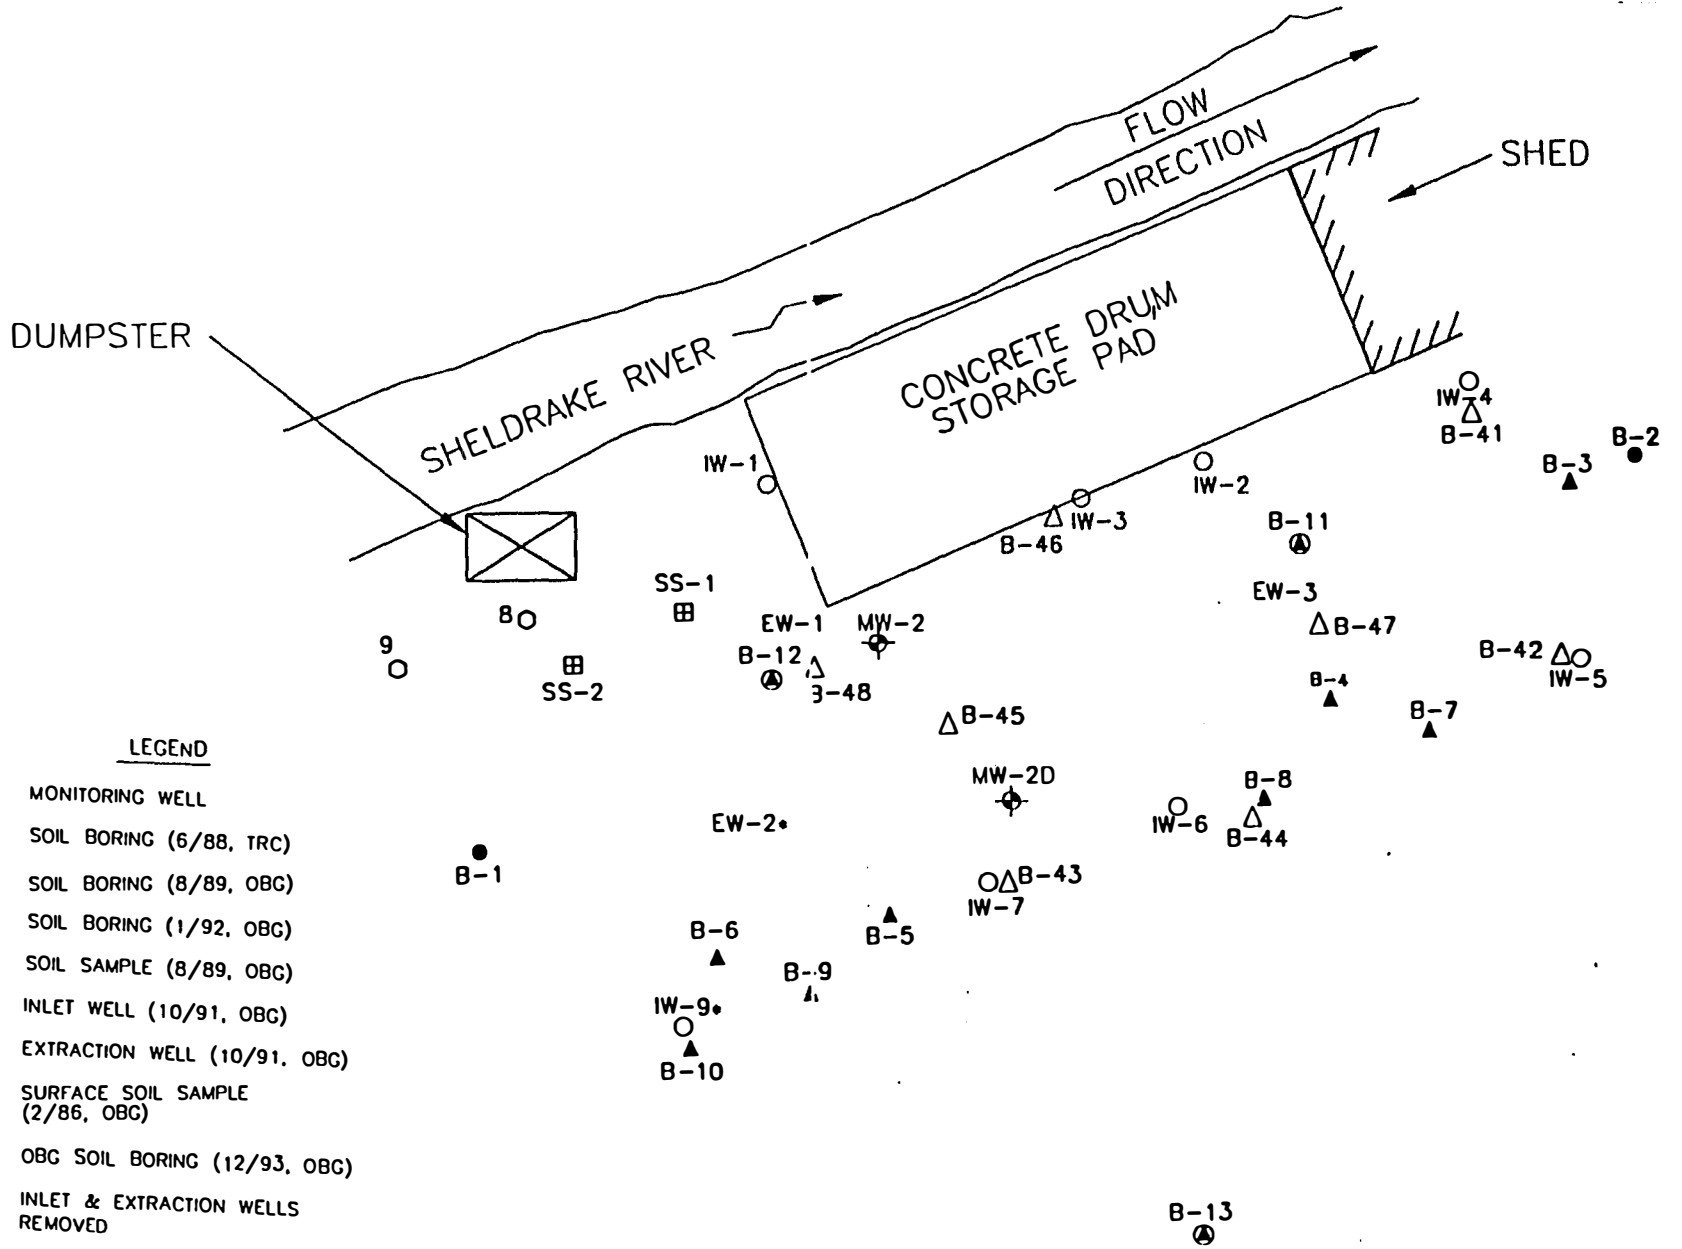 FLOW
DIRECTION
SHED
DUMPSTER
SHELDRAKE RIVER
CONCRETE DRUM
STORAGE PAD
IW-4
B-41
B-2
B-3
IW-1
IW-2
IW-3
B-46
B-11
SS-1
EW-3
8
EW-1
MW-2
B-47
9
B-12
B-42
SS-2
B-48
IW-5
B-4
B-45
B-7
LEGEND
MW-2D
B-8
MONITORING WELL
EW-2*
IW-6
SOIL BORING (6/88, TRC)
B-44
B-1
B-43
SOIL BORING (8/89, OBG)
IW-7
SOIL BORING (1/92, OBG)
B-6
B-5
SOIL SAMPLE (8/89, OBG)
B-9
INLET WELL (10/91, OBG)
IW-9*
EXTRACTION WELL (10/91, OBG)
B-10
SURFACE SOIL SAMPLE
(2/86, OBG)
OBG SOIL BORING (12/93, OBG)
INLET & EXTRACTION WELLS
REMOVED
B-13